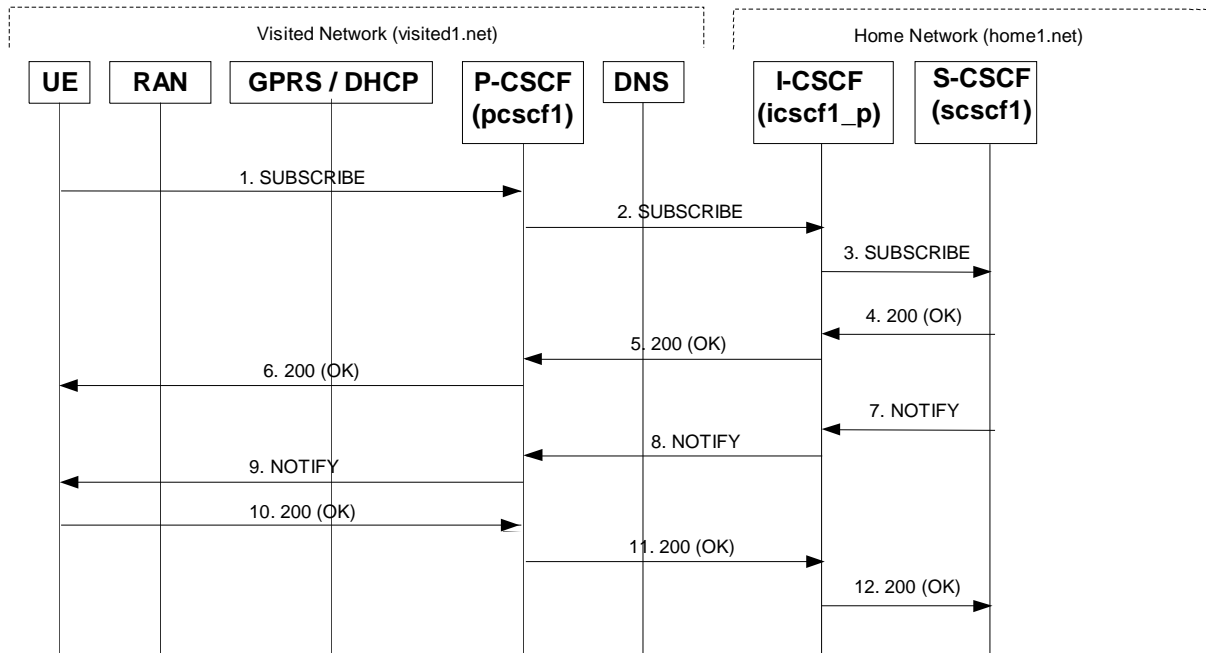 Visited Network (visited1.net)
Home Network (home1.net)
UE
RAN
GPRS / DHCP
P-CSCF
(pcscf1)
DNS
I-CSCF
(icscf1_p)
S-CSCF
(scscf1)
1. SUBSCRIBE
2. SUBSCRIBE
3. SUBSCRIBE
4. 200 (OK)
5. 200 (OK)
6. 200 (OK)
7. NOTIFY
8. NOTIFY
9. NOTIFY
10. 200 (OK)
11. 200 (OK)
12. 200 (OK)